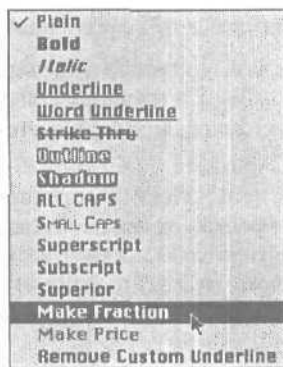 ✓ Plain
Bold
Italic
Underline
Word Underline
Strike Thru
Outline
Shadow
ALL CAPS
SMALL CAPS
Superscript
Subscript
Superior
Make Fraction
Make Price
Remove Custom Underline